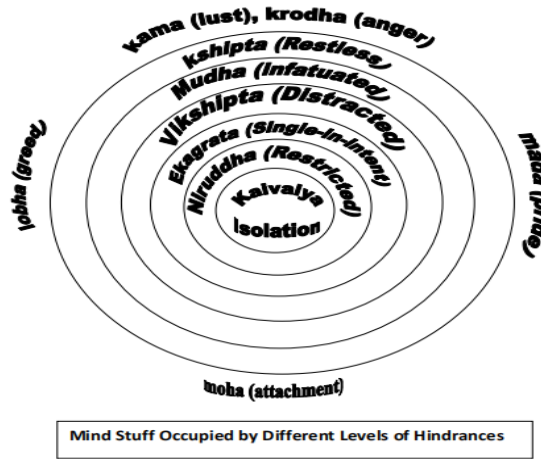 kama (lust), krodha (anger)
kshipta (Restless)
Mudha (Infatuated)
Vikshipta (Distracted)
Ekagrata (Single-in-intent)
Niruddha (Restricted)
Kaivalya
Isolation
lobha (greed)
mada (pride)
moha (attachment)
Mind Stuff Occupied by Different Levels of Hindrances